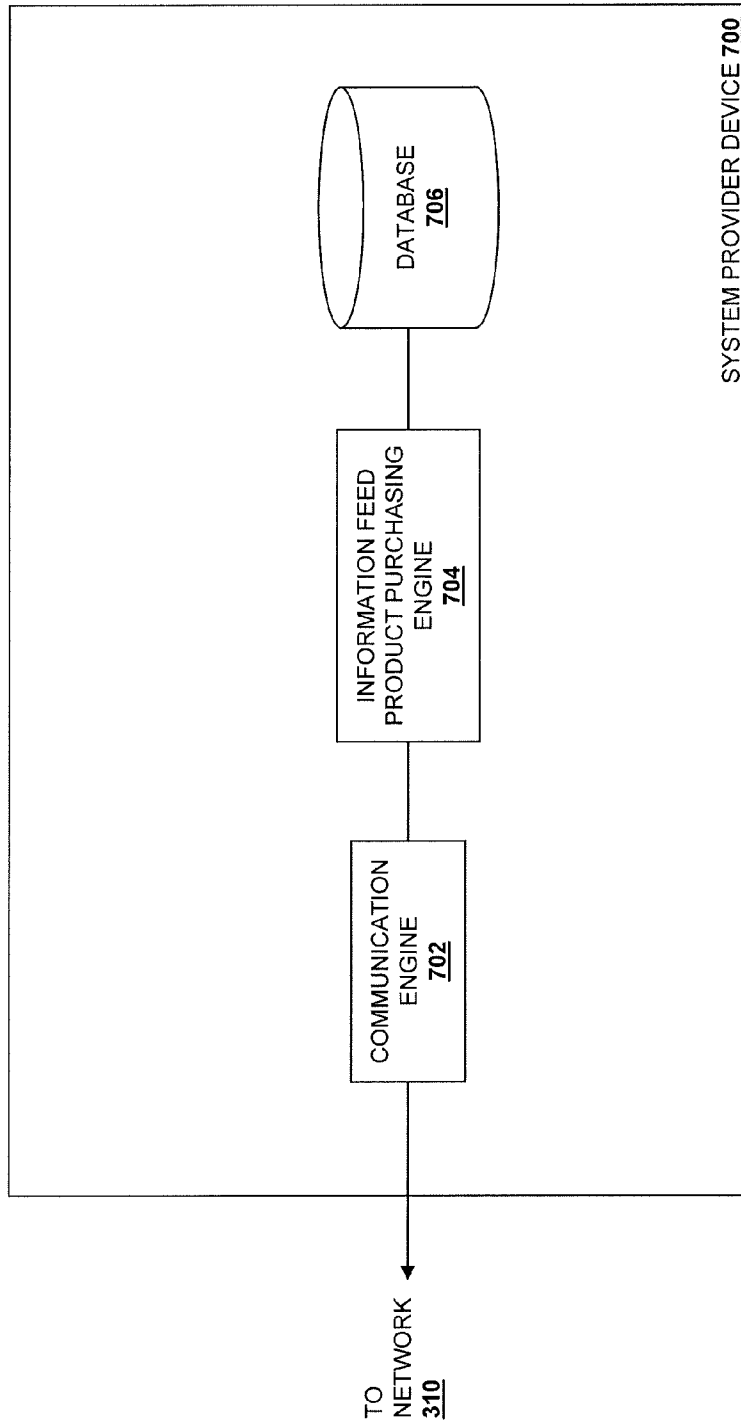 TO
NETWORK
310
COMMUNICATION
ENGINE
702
INFORMATION FEED
PRODUCT PURCHASING
ENGINE
704
DATABASE
706
SYSTEM PROVIDER DEVICE 700